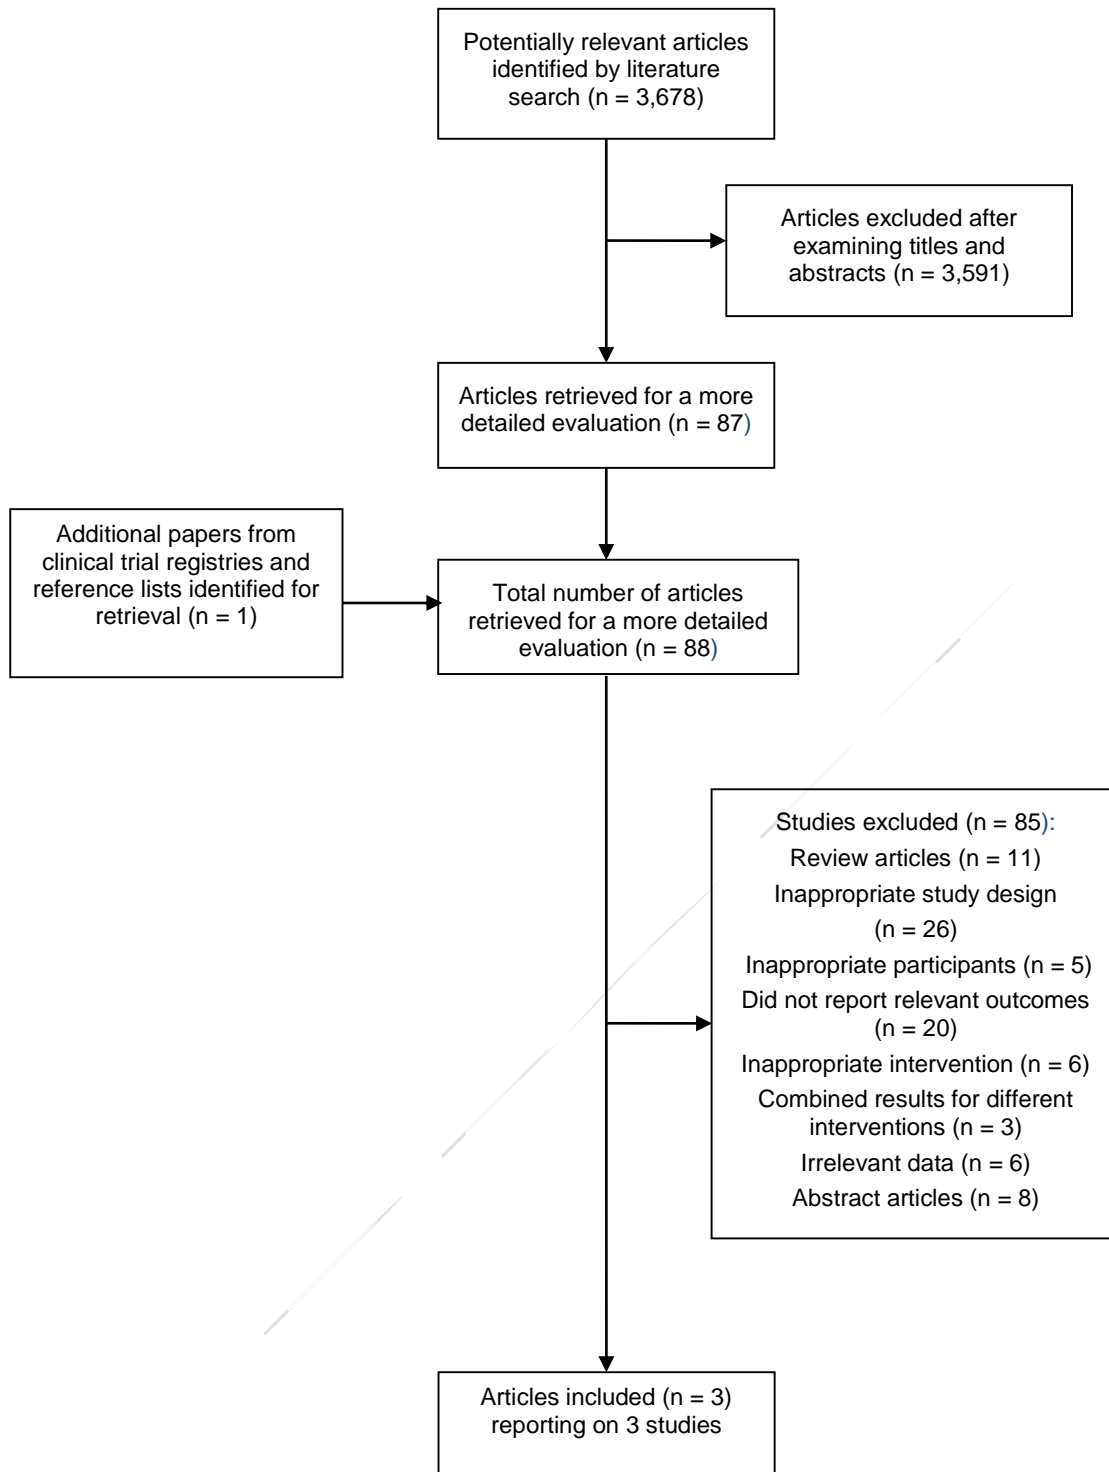 Potentially relevant articles
identified by literature
search (n = 3,678)
Articles excluded after
examining titles and
abstracts (n = 3,591)
Articles retrieved for a more
detailed evaluation (n = 87)
Additional papers from
clinical trial registries and
reference lists identified for
retrieval (n = 1)
Total number of articles
retrieved for a more detailed
evaluation (n = 88)
Studies excluded (n = 85):
Review articles (n = 11)
Inappropriate study design
(n = 26)
Inappropriate participants (n = 5)
Did not report relevant outcomes
(n = 20)
Inappropriate intervention (n = 6)
Combined results for different
interventions (n = 3)
Irrelevant data (n = 6)
Abstract articles (n = 8)
Articles included (n = 3)
reporting on 3 studies